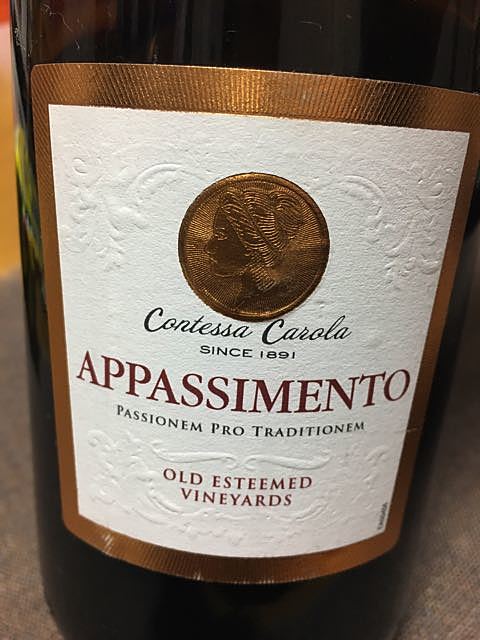 Contessa Carola
SINCE 1891
APPASSIMENTO
PASSIONEM PRO TRADITIONEM
OLD ESTEEMED
VINEYARDS